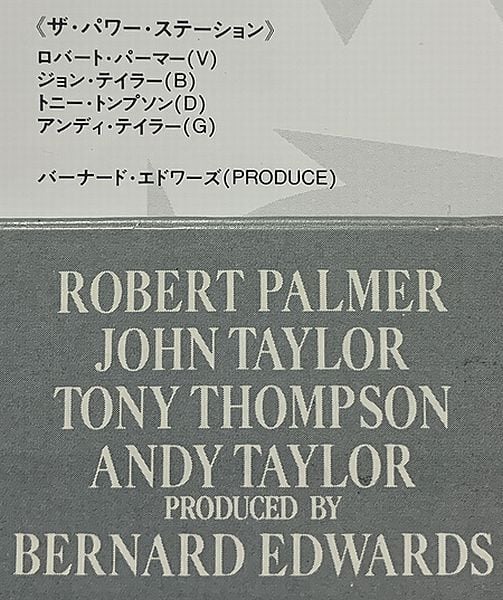 《ザ・パワー・ステーション》
ロバート・パーマー(V)
ジョン・テイラー(B)
トニー・トンプソン(D)
アンディ・テイラー(G)
バーナード・エドワーズ(PRODUCE)
ROBERT PALMER
JOHN TAYLOR
TONY THOMPSON
ANDY TAYLOR
PRODUCED BY
BERNARD EDWARDS